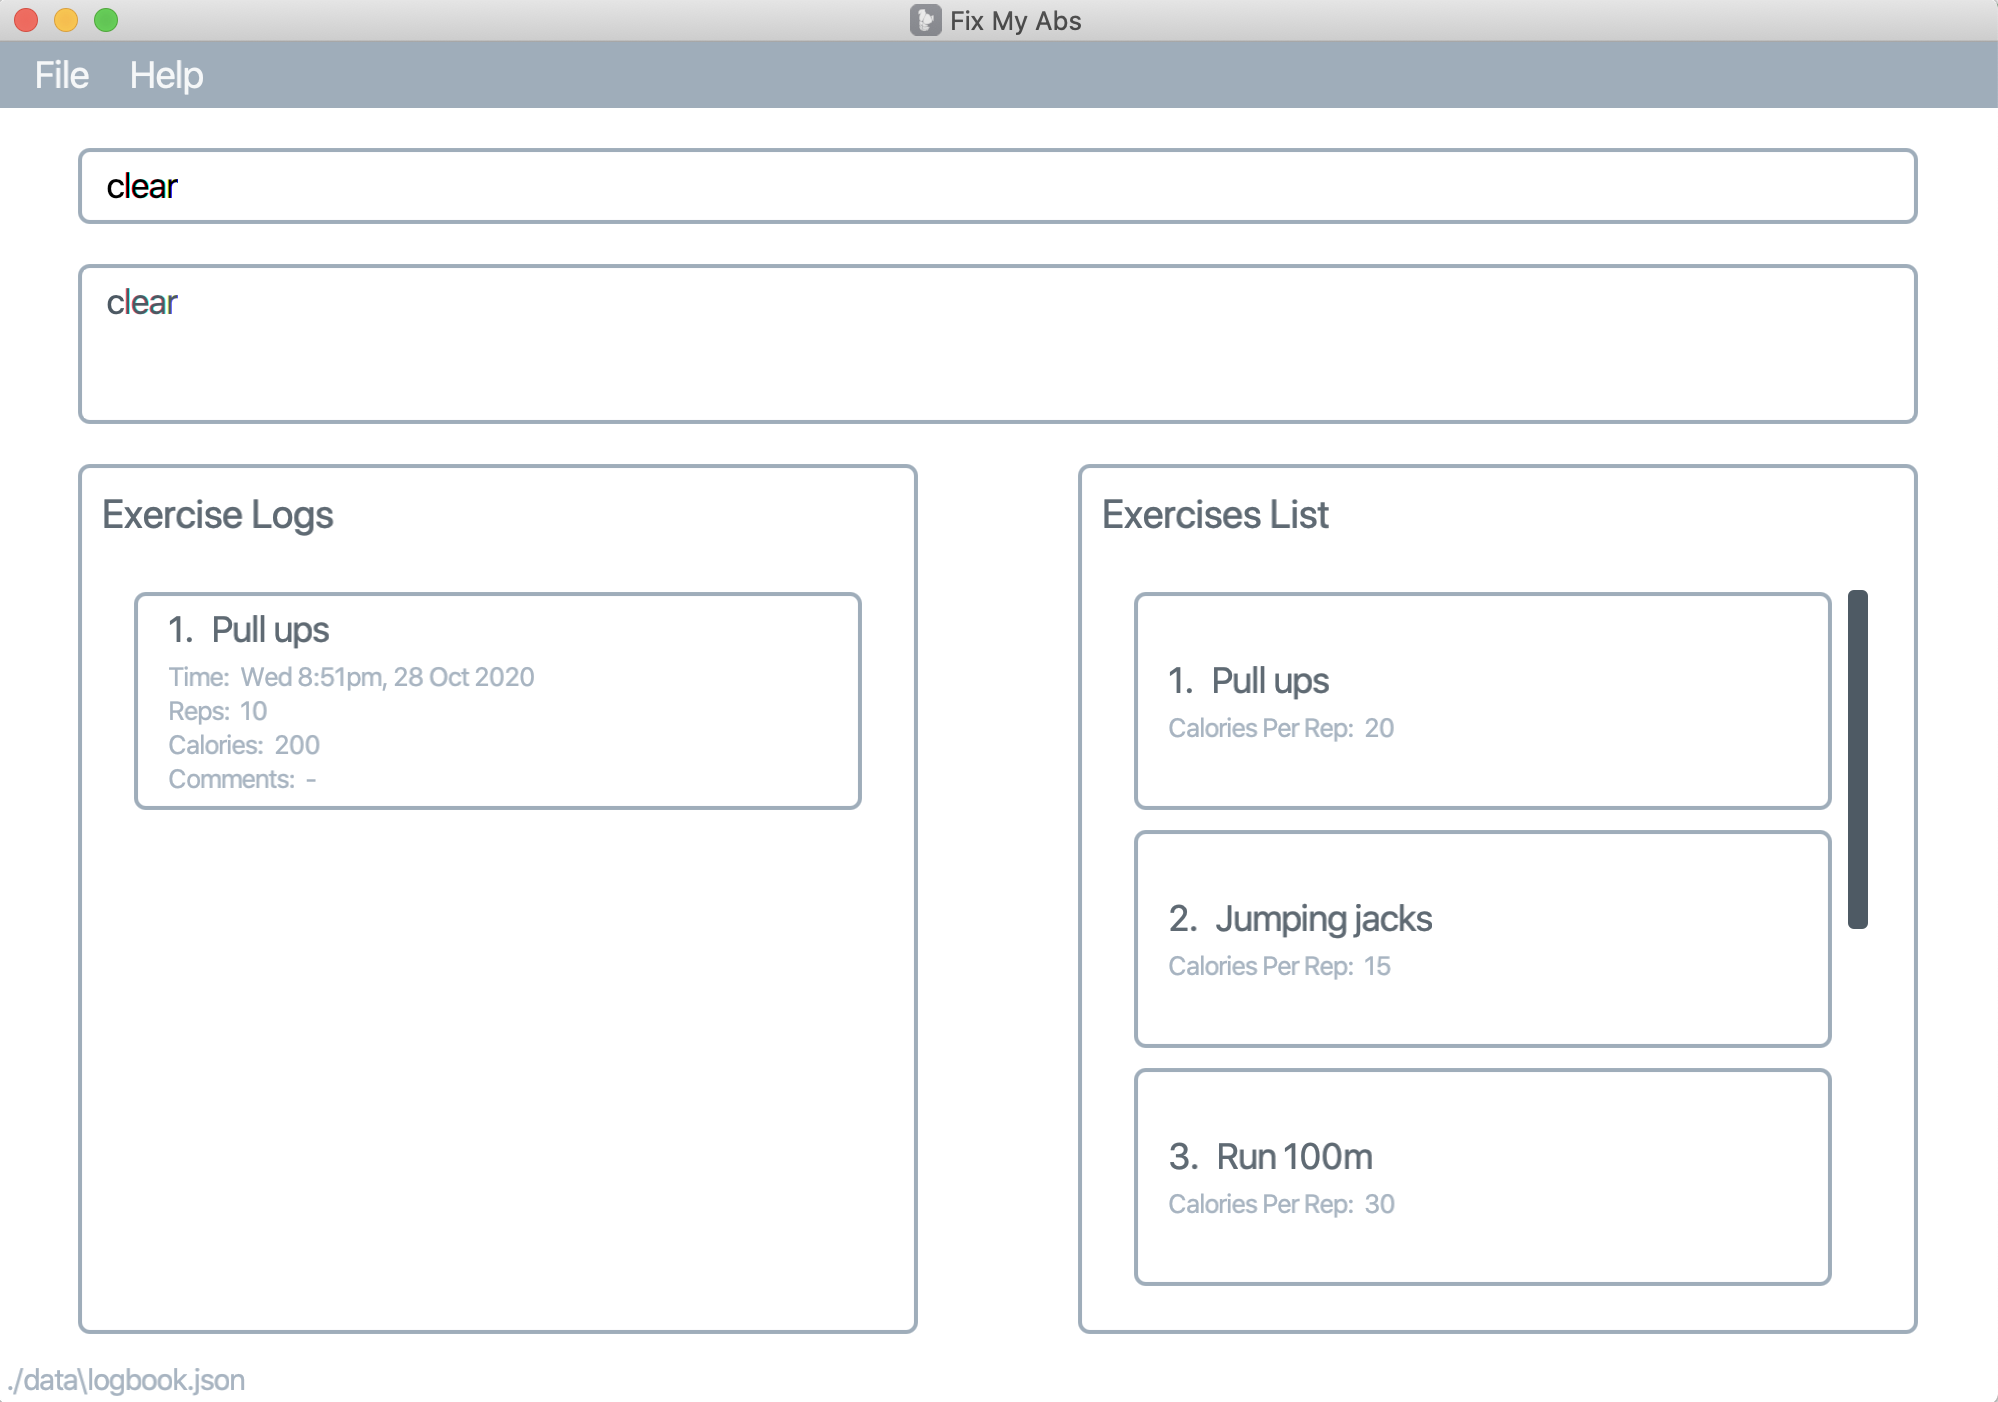 Fix My Abs
File Help
clear
clear
Exercise Logs
1. Pull ups
Time: Wed 8:51pm, 28 Oct 2020
Reps: 10
Calories: 200
Comments: -
Exercises List
1. Pull ups
Calories Per Rep: 20
2. Jumping jacks
Calories Per Rep: 15
3. Run 100m
Calories Per Rep: 30
./data\logbook.json